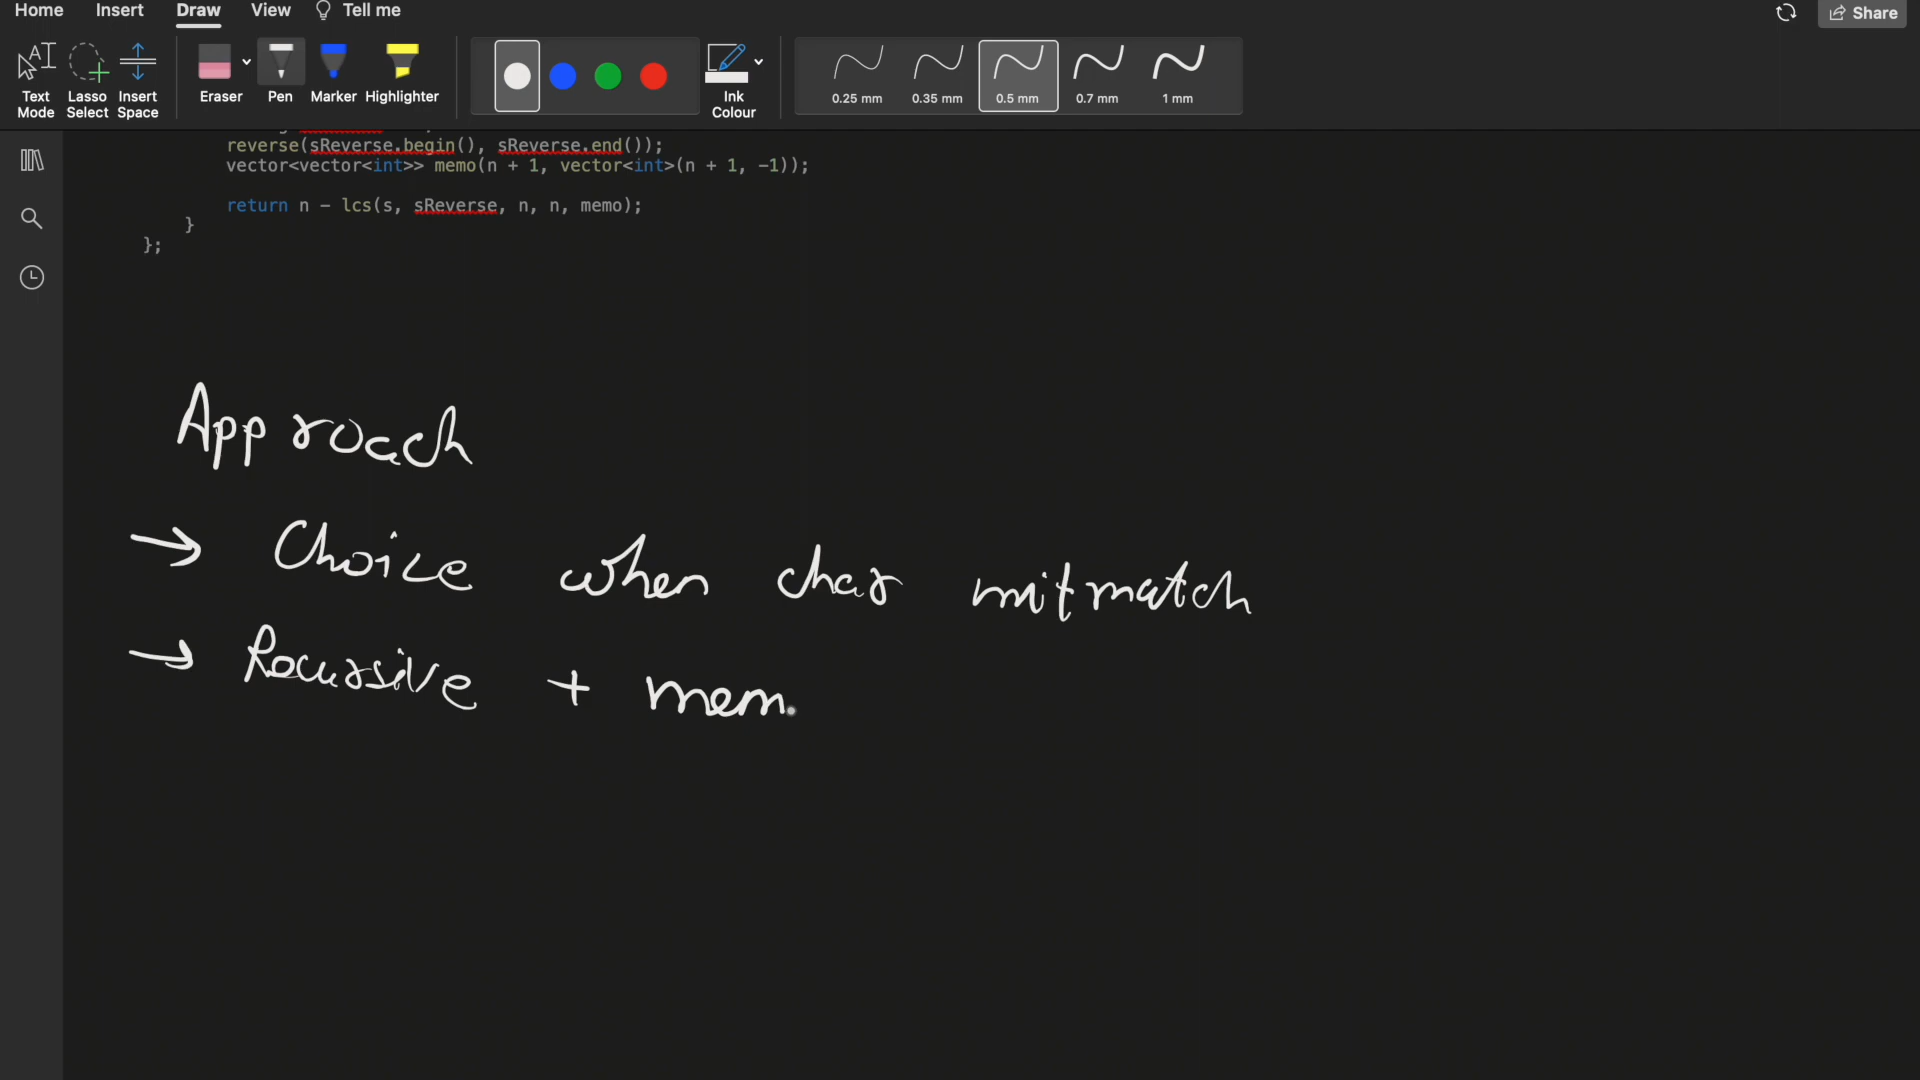 Home Insert Draw View Tell me Share
Text Mode Lasso Select Insert Space Eraser Pen Marker Highlighter Ink Colour 0.25 mm 0.35 mm 0.5 mm 0.7 mm 1 mm
reverse(sReverse.begin(), sReverse.end());
vector<vector<int>> memo(n + 1, vector<int>(n + 1, -1));
return n - lcs(s, sReverse, n, n, memo);
}
};
Approach
→ Choice when char mitmatch
→ Recursive + mem